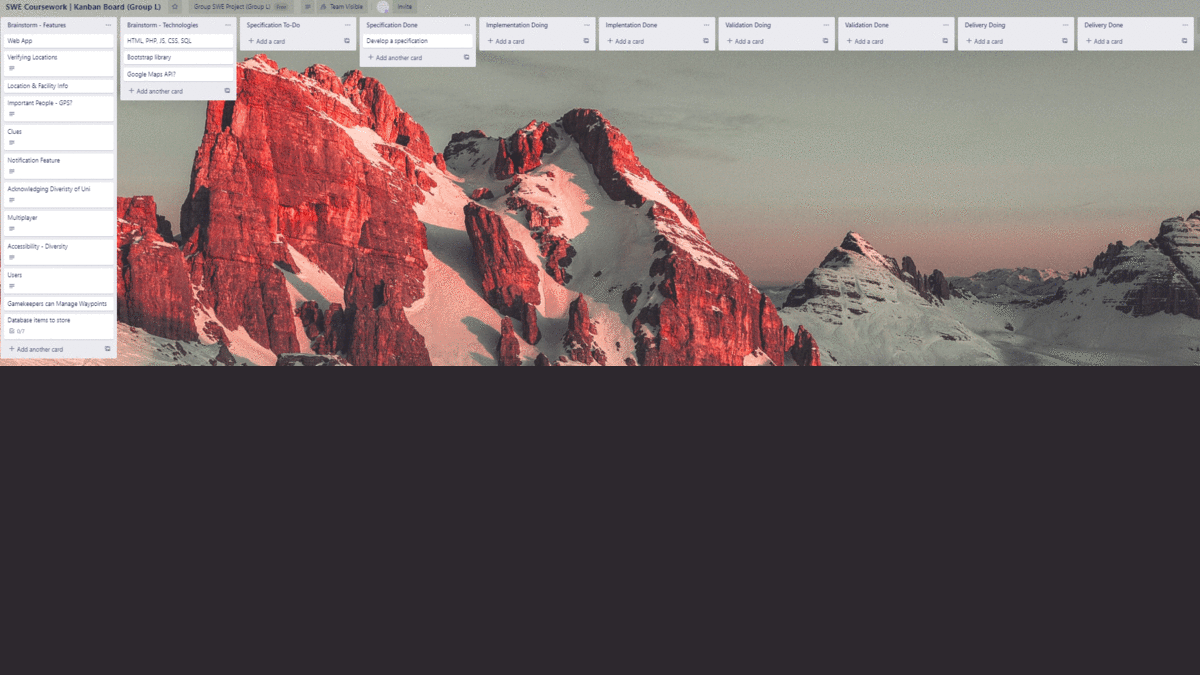 SWE Coursework | Kanban Board (Group L)
Group SWE Project (Group L)
Free
Team Visible
Invite
Brainstorm - Features
Web App
Verifying Locations
Location & Facility Info
Important People - GPS?
Clues
Notification Feature
Acknowledging Diveristy of Uni
Multiplayer
Accessibility - Diversity
Users
Gamekeepers can Manage Waypoints
Database items to store
0/7
+ Add another card
Brainstorm - Technologies
HTML, PHP, JS, CSS, SQL
Bootstrap library
Google Maps API?
+ Add another card
Specification To-Do
+ Add a card
Specification Done
Develop a specification
+ Add another card
Implementation Doing
+ Add a card
Implentation Done
+ Add a card
Validation Doing
+ Add a card
Validation Done
+ Add a card
Delivery Doing
+ Add a card
Delivery Done
+ Add a card